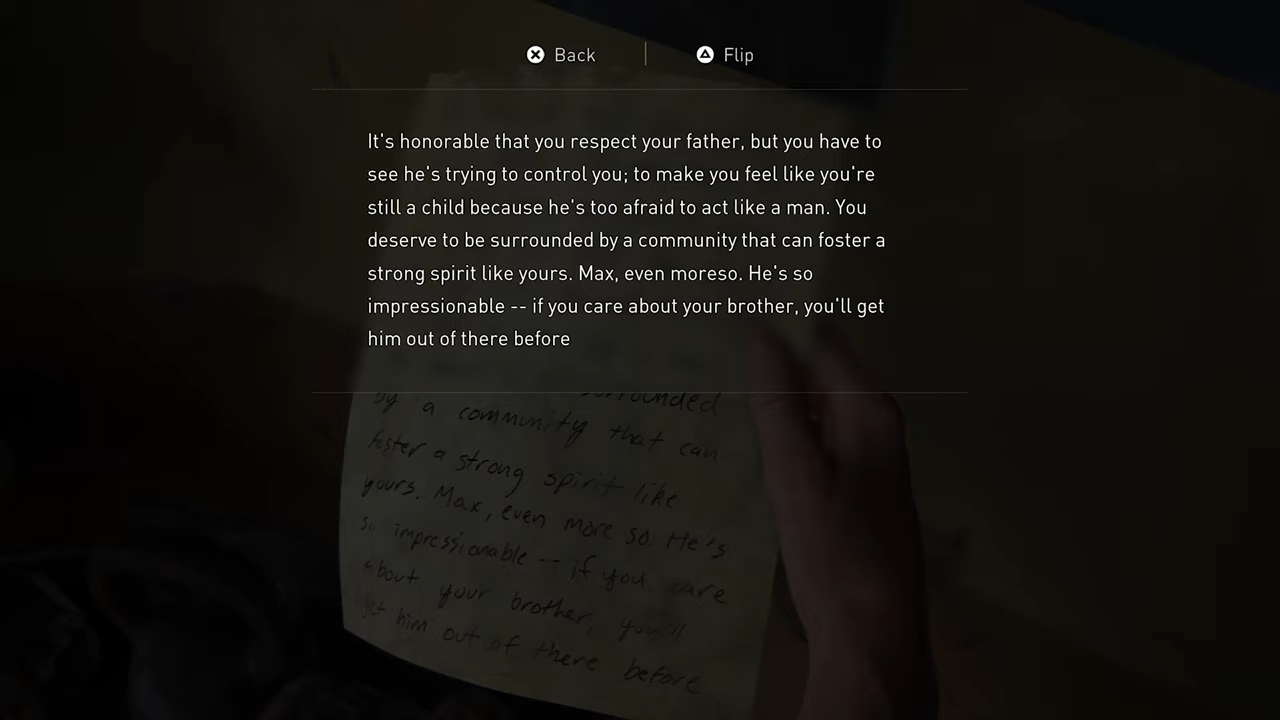 Back | Flip
It's honorable that you respect your father, but you have to
see he's trying to control you; to make you feel like you're
still a child because he's too afraid to act like a man. You
deserve to be surrounded by a community that can foster a
strong spirit like yours. Max, even moreso. He's so
impressionable -- if you care about your brother, you'll get
him out of there before
surrounded
by a community that can
foster a strong spirit like
yours. Max, even more so. He's
so impressionable -- if you care
about your brother, you'll
get him out of there before